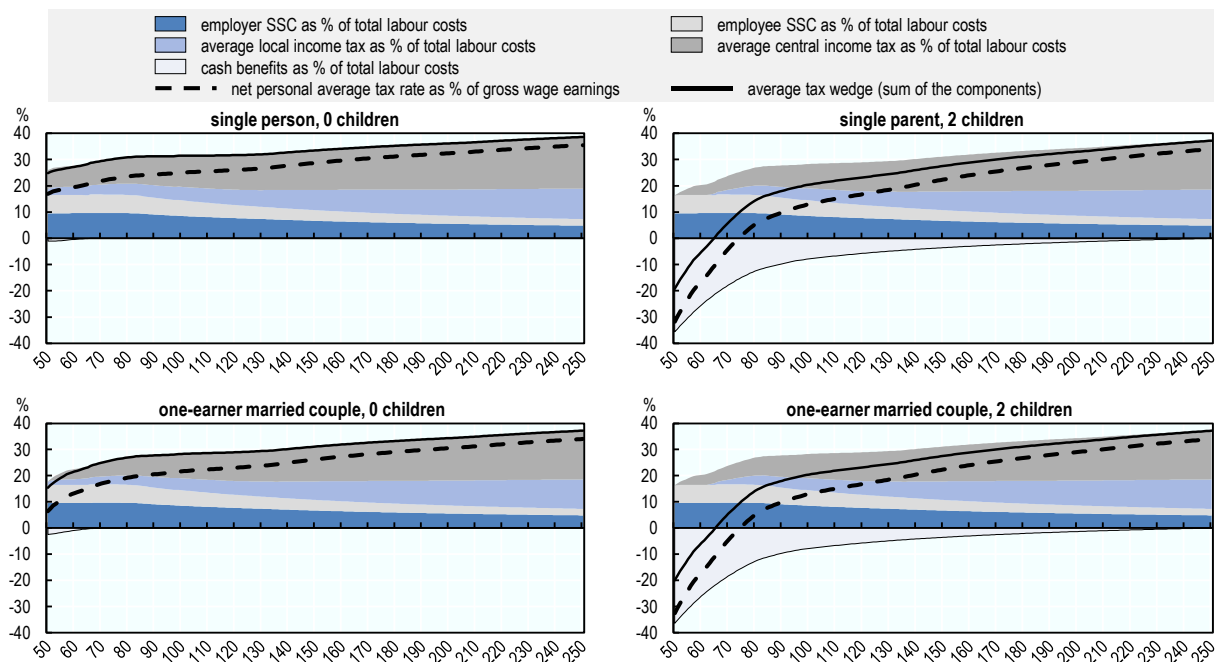 employer SSC as % of total labour costs
employee SSC as % of total labour costs
average local income tax as % of total labour costs
average central income tax as % of total labour costs
cash benefits as % of total labour costs
net personal average tax rate as % of gross wage earnings
average tax wedge (sum of the components)
%
single person, 0 children
40
30
20
10
0
-10
-20
-30
-40
50 60 70 80 90 100 110 120 130 140 150 160 170 180 190 200 210 220 230 240 250
%
single parent, 2 children
40
30
20
10
0
-10
-20
-30
-40
50 60 70 80 90 100 110 120 130 140 150 160 170 180 190 200 210 220 230 240 250
%
one-earner married couple, 0 children
40
30
20
10
0
-10
-20
-30
-40
50 60 70 80 90 100 110 120 130 140 150 160 170 180 190 200 210 220 230 240 250
%
one-earner married couple, 2 children
40
30
20
10
0
-10
-20
-30
-40
50 60 70 80 90 100 110 120 130 140 150 160 170 180 190 200 210 220 230 240 250